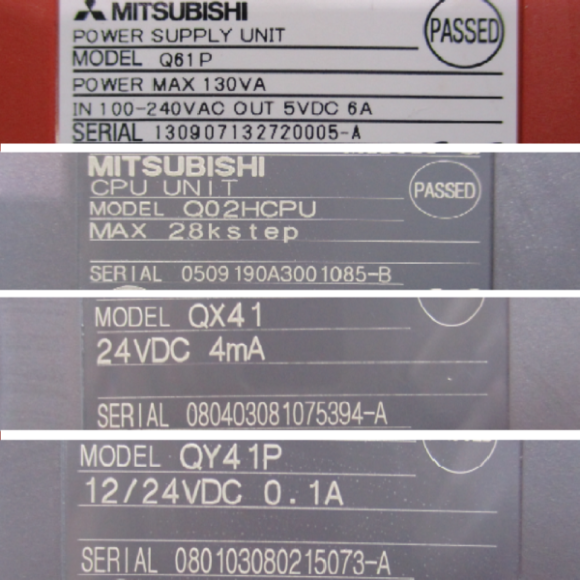 MITSUBISHI
POWER SUPPLY UNIT
PASSED
MODEL Q61P
POWER MAX 130VA
IN 100-240VAC OUT 5VDC 6A
SERIAL 130907132720005-A
MITSUBISHI
CPU UNIT
PASSED
MODEL Q02HCPU
MAX 28kstep
SERIAL 0509190A3001085-B
MODEL QX41
24VDC 4mA
SERIAL 080403081075394-A
MODEL QY41P
12/24VDC 0.1A
SERIAL 080103080215073-A